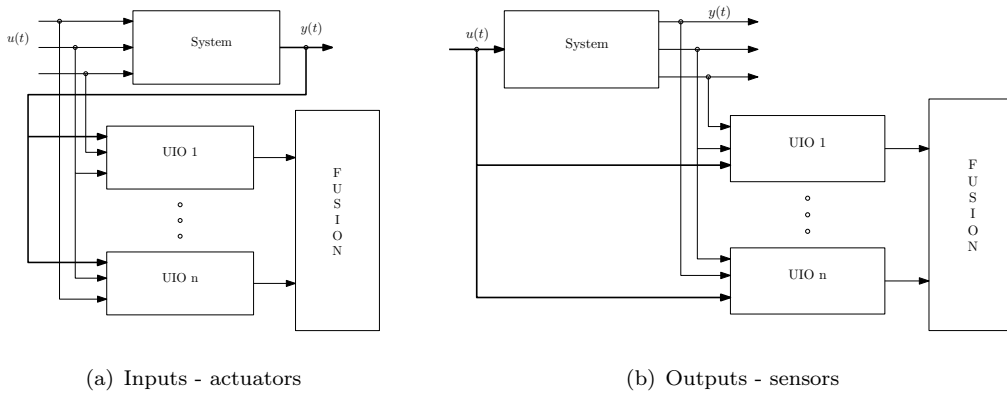 u(t)
System
y(t)
UIO 1
UIO n
F
U
S
I
O
N
(a) Inputs - actuators
u(t)
System
y(t)
UIO 1
UIO n
F
U
S
I
O
N
(b) Outputs - sensors